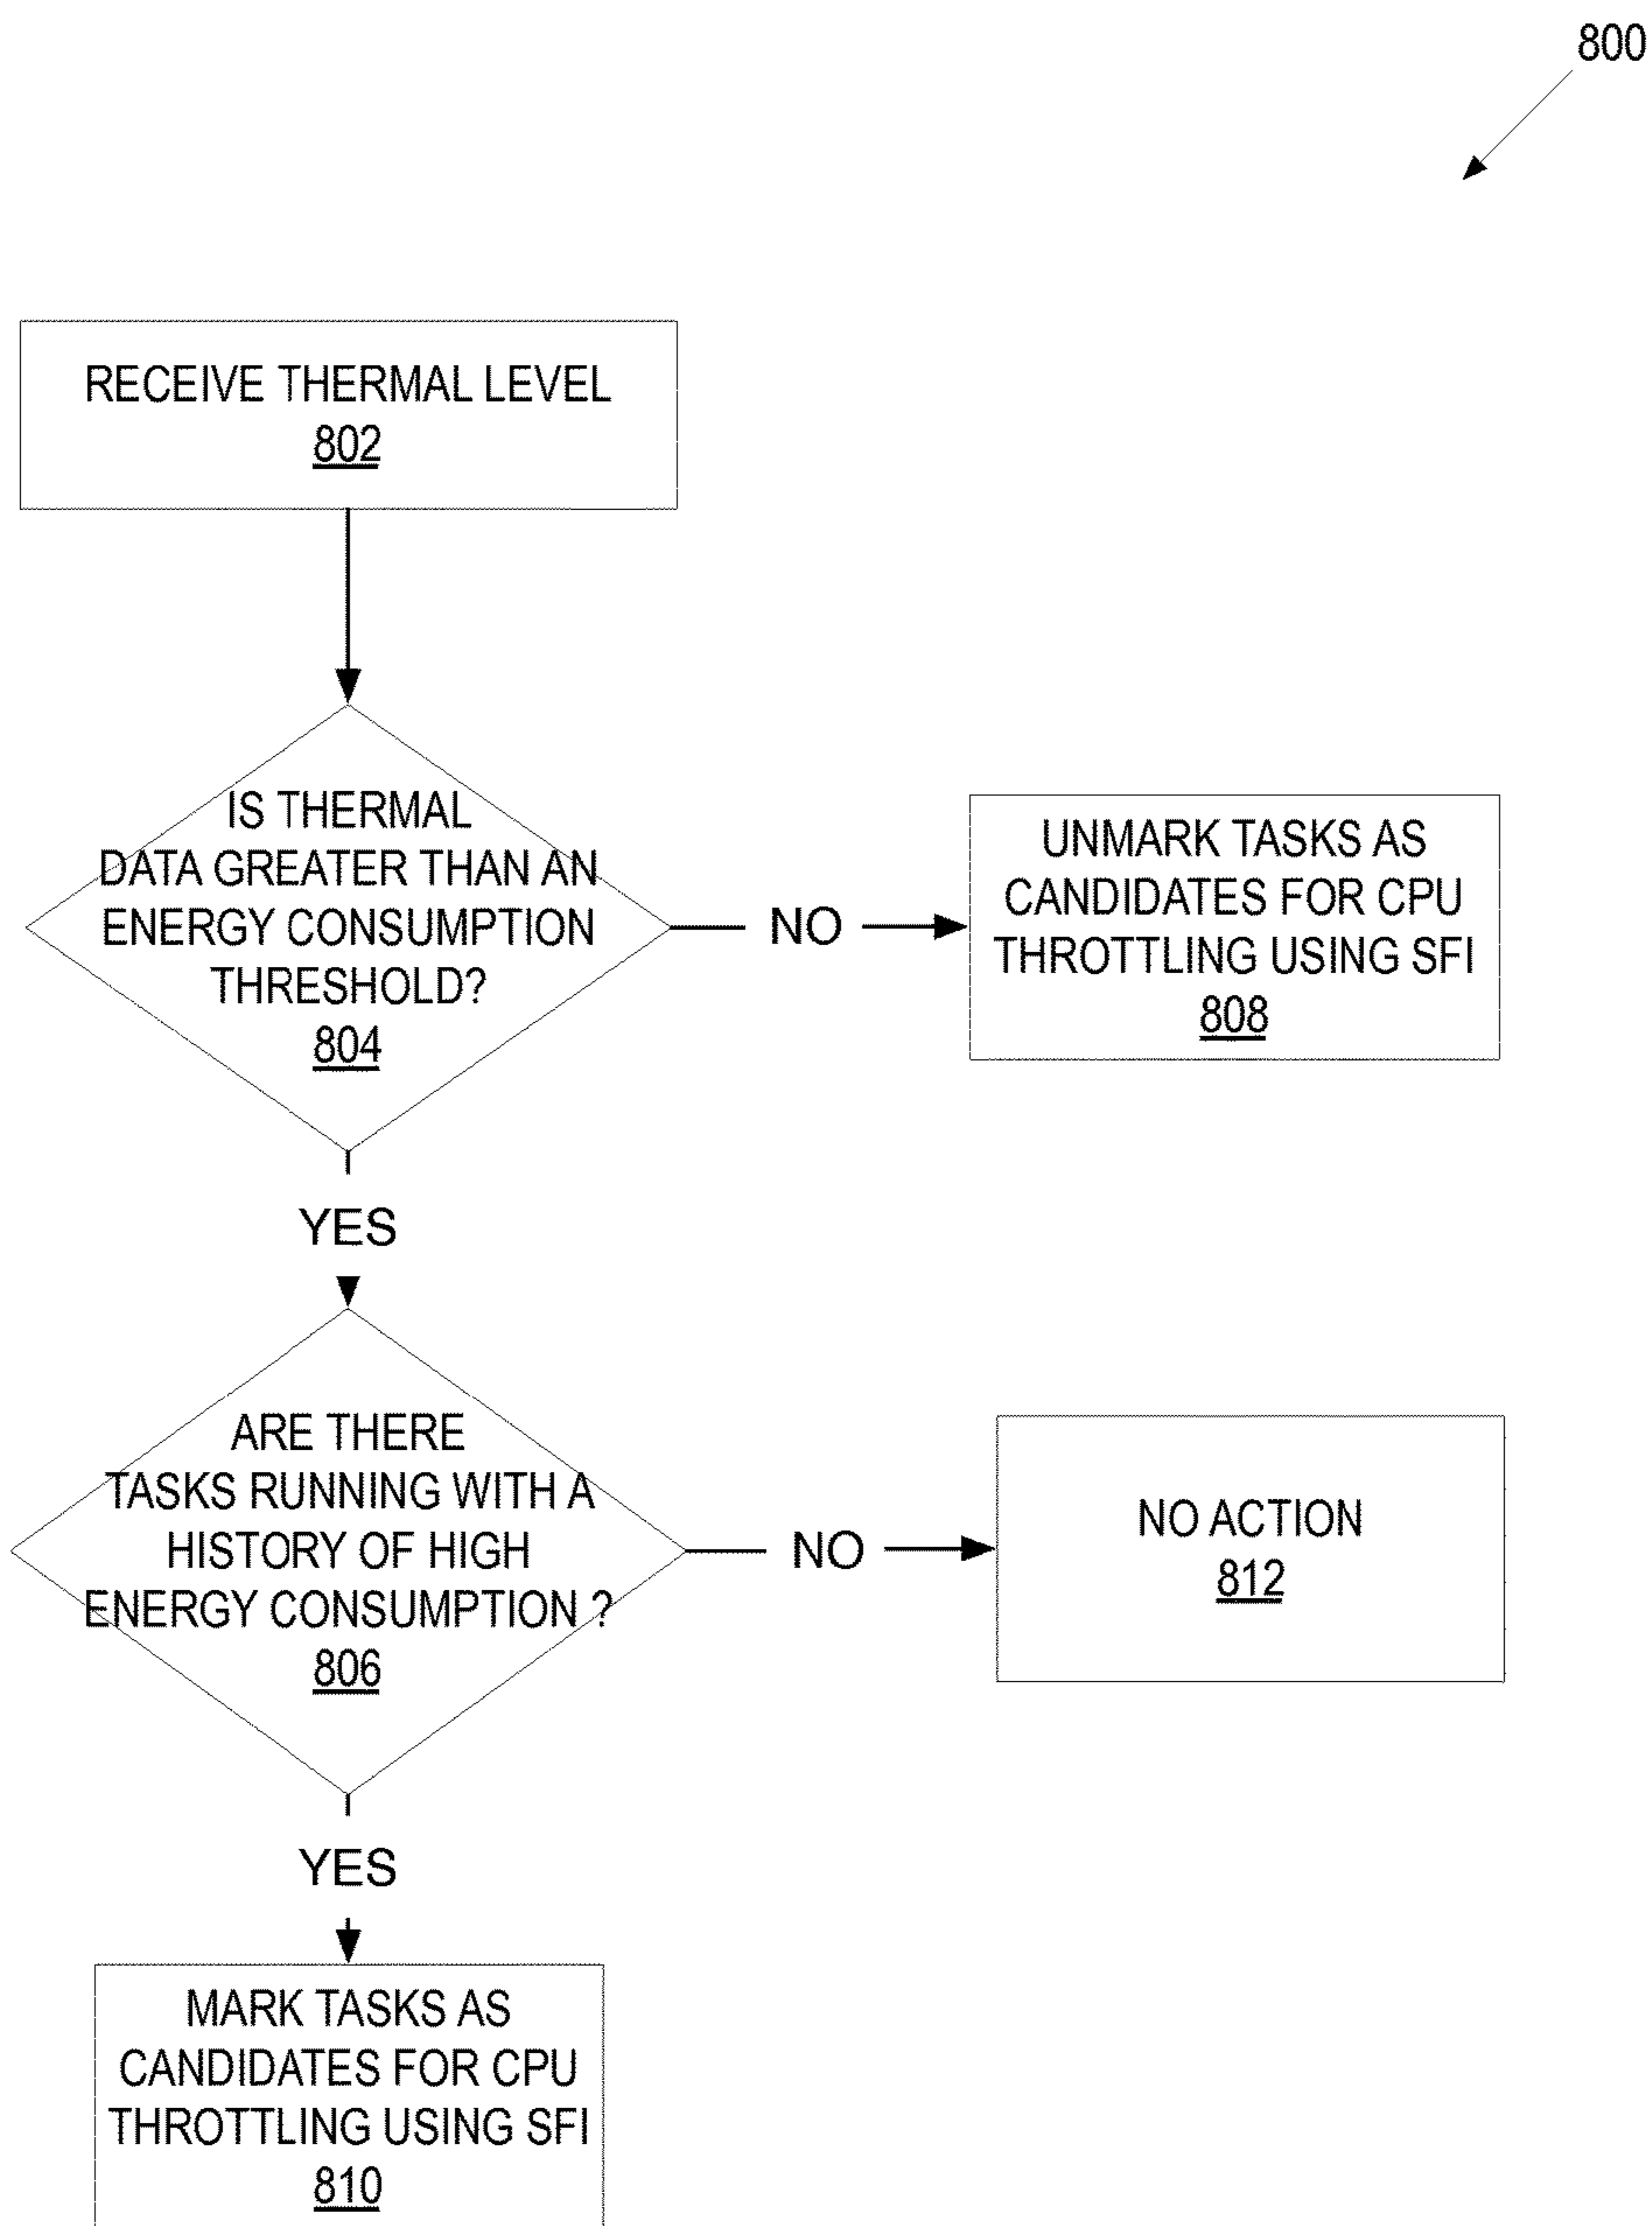 800
RECEIVE THERMAL LEVEL
802
IS THERMAL
DATA GREATER THAN AN
ENERGY CONSUMPTION
THRESHOLD?
804
NO
UNMARK TASKS AS
CANDIDATES FOR CPU
THROTTLING USING SFI
808
YES
ARE THERE
TASKS RUNNING WITH A
HISTORY OF HIGH
ENERGY CONSUMPTION ?
806
NO
NO ACTION
812
YES
MARK TASKS AS
CANDIDATES FOR CPU
THROTTLING USING SFI
810